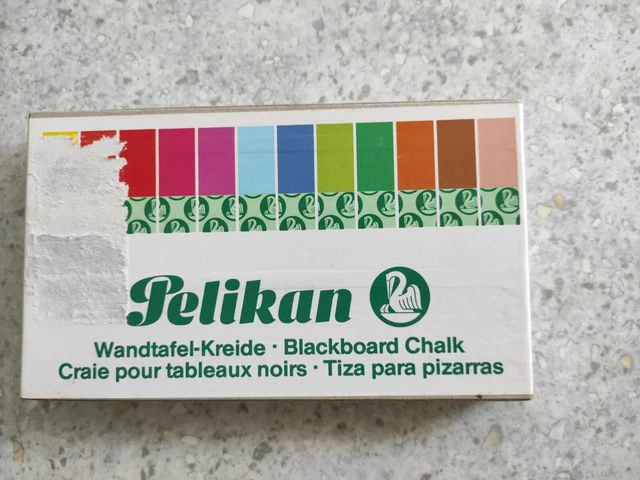 Pelikan
Wandtafel-Kreide · Blackboard Chalk
Craie pour tableaux noirs · Tiza para pizarras